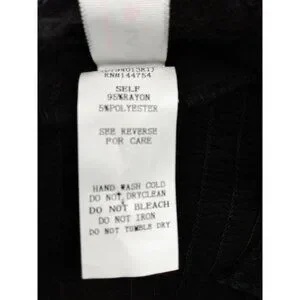 RN#144754
SELF
95%RAYON
5%POLYESTER
SEE REVERSE
FOR CARE
HAND WASH COLD
DO NOT DRYCLEAN
DO NOT BLEACH
DO NOT IRON
DO NOT TUMBLE DRY